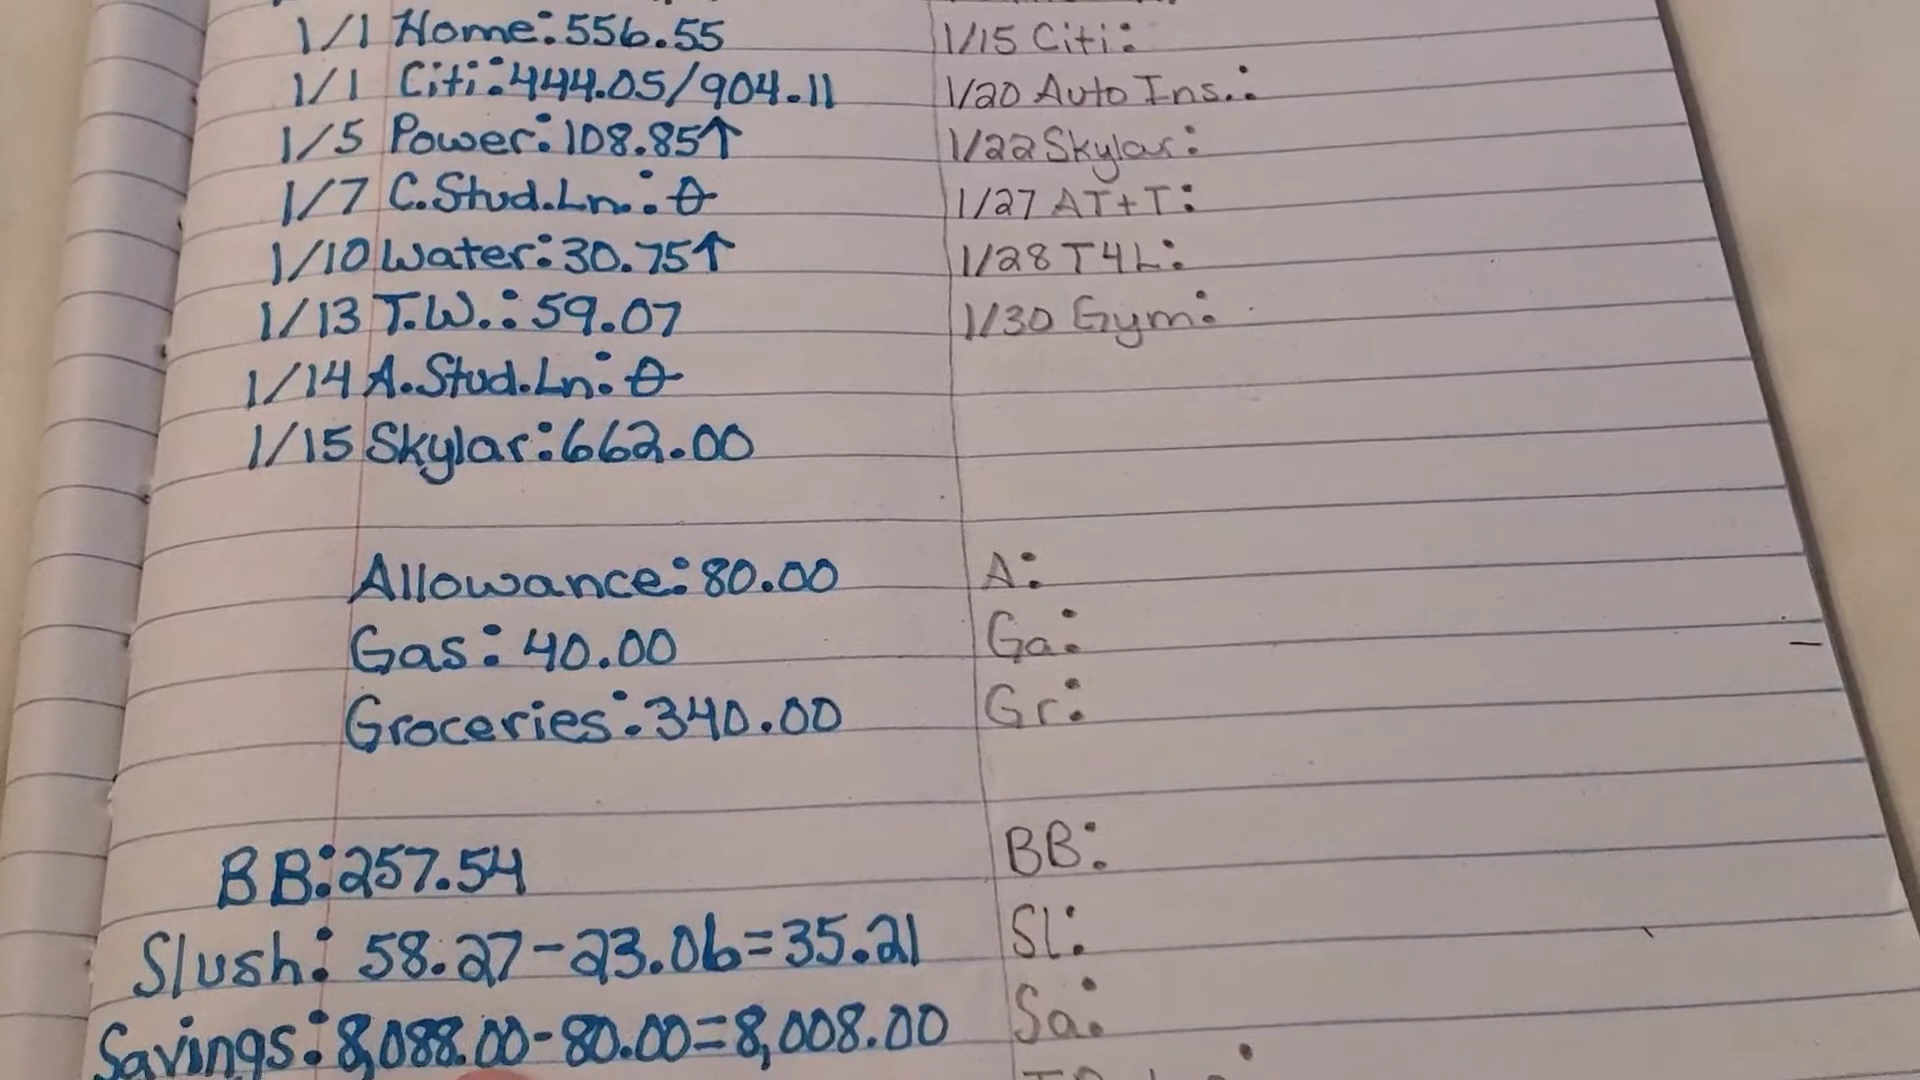 1/1 Home: 556.55
1/1 Citi: 444.05/904.11
1/5 Power: 108.85↑
1/7 C.Stud.Ln.: 0
1/10 Water: 30.75↑
1/13 T.W.: 59.07
1/14 A.Stud.Ln: 0
1/15 Skylar: 662.00
Allowance: 80.00
Gas: 40.00
Groceries: 340.00
BB: 257.54
Slush: 58.27-23.06=35.21
Savings: 8,088.00-80.00=8,008.00
1/15 Citi:
1/20 Auto Ins.:
1/22 Skylar:
1/27 AT+T:
1/28 T4L:
1/30 Gym:
A:
Ga:
Gr:
BB:
Sl:
Sa: